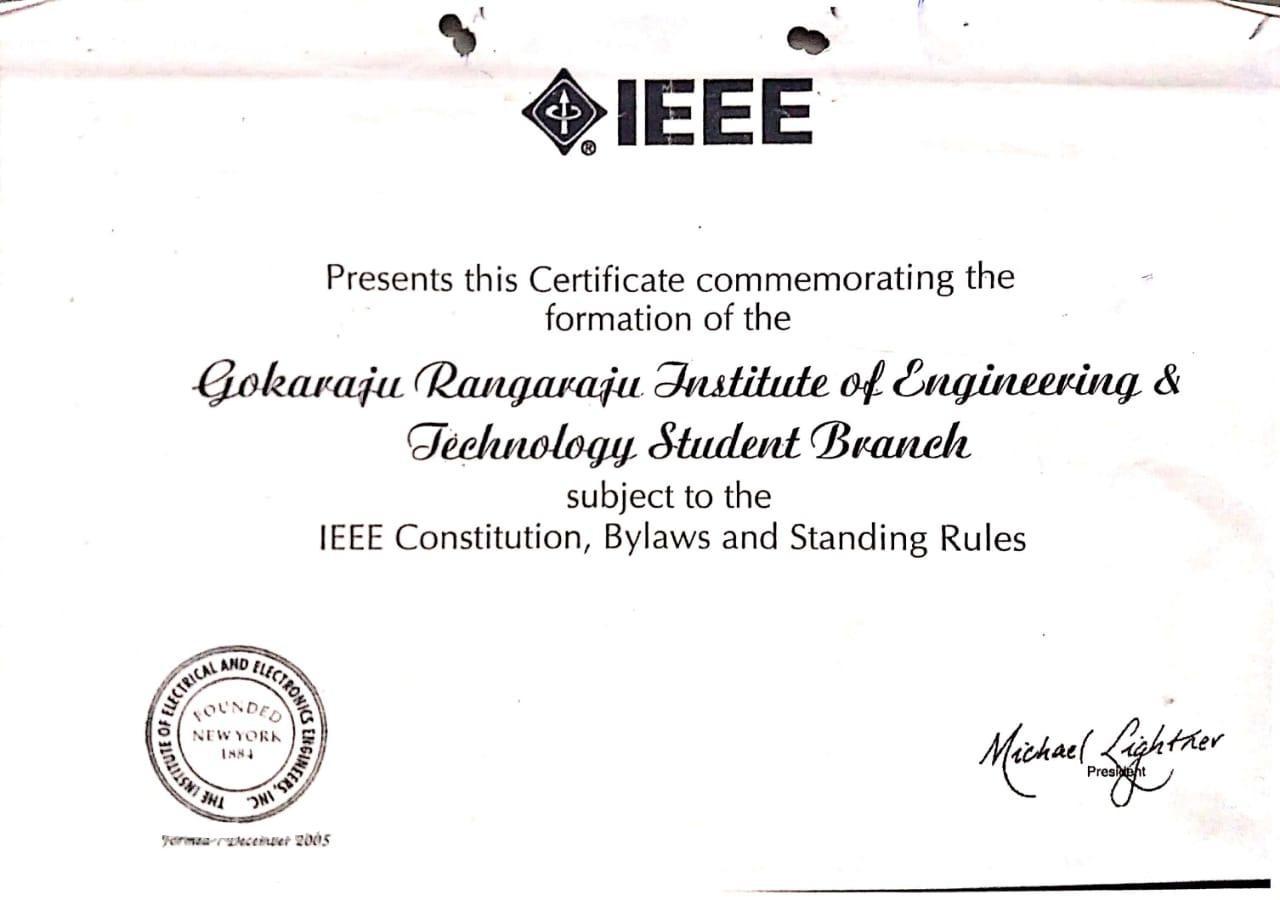 ® IEEE
Presents this Certificate commemorating the
formation of the
Gokaraju Rangaraju Institute of Engineering &
Technology Student Branch
subject to the
IEEE Constitution, Bylaws and Standing Rules
THE INSTITUTE OF ELECTRICAL AND ELECTRONICS ENGINEERS, INC.
FOUNDED
NEW YORK
1884
December 2005
Michael Lightner
President